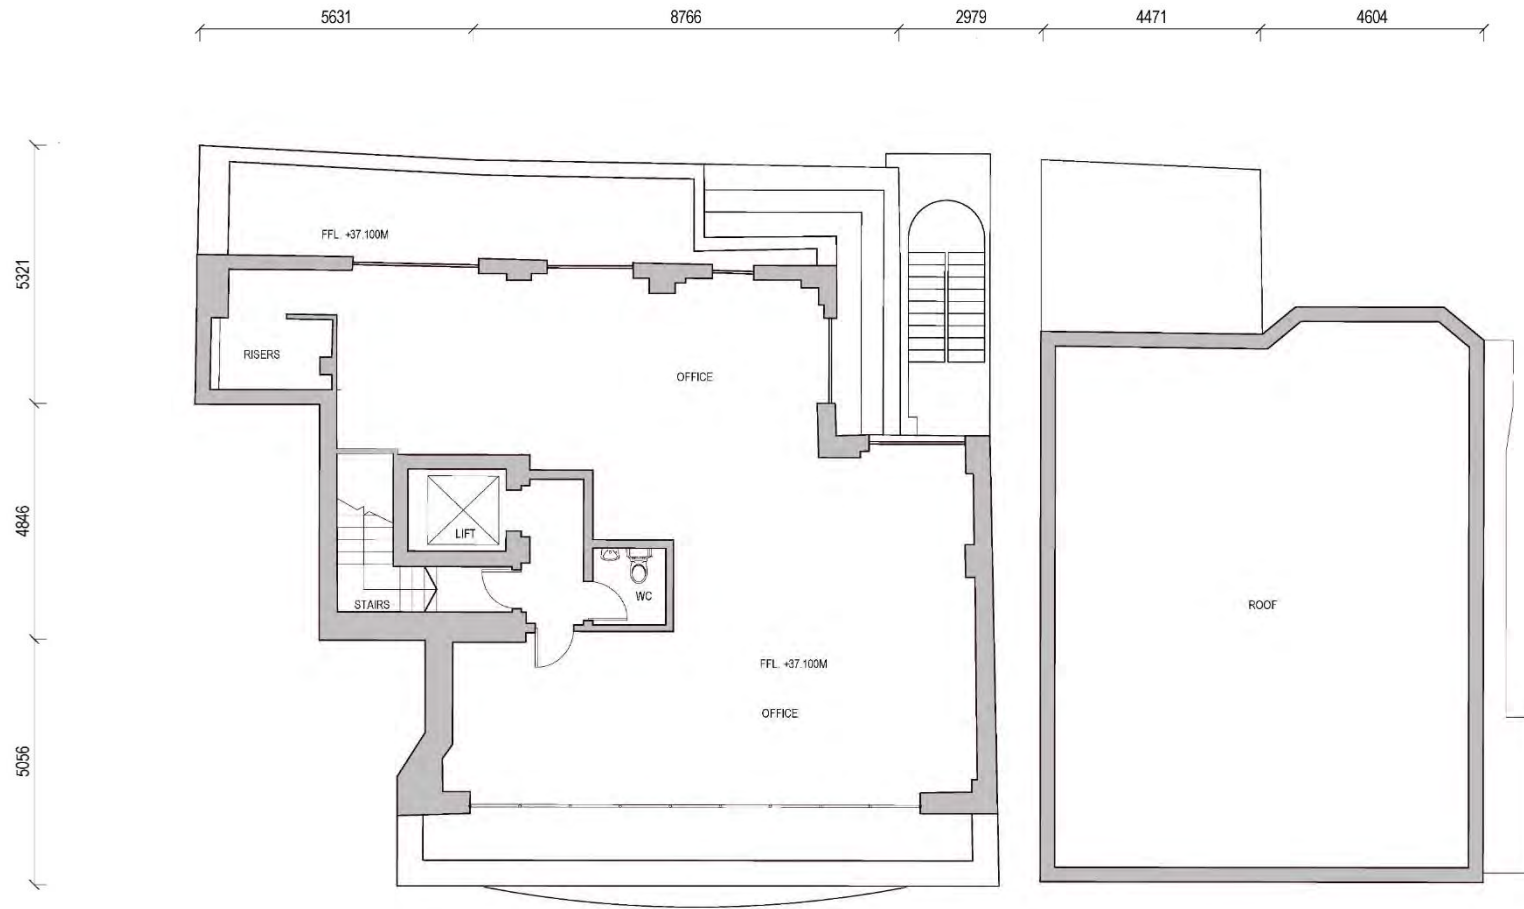 5631
8766
2979
4471
4604
FFL. +37.100M
5321
RISERS
OFFICE
4846
LIFT
WC
STAIRS
ROOF
FFL. +37.100M
OFFICE
5056